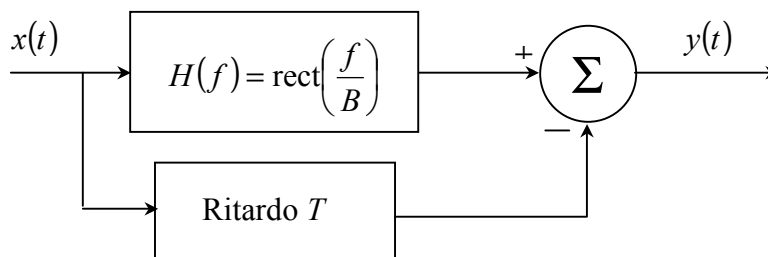 x(t)
H(f) = rect(f/B)
+
Σ
y(t)
−
Ritardo T